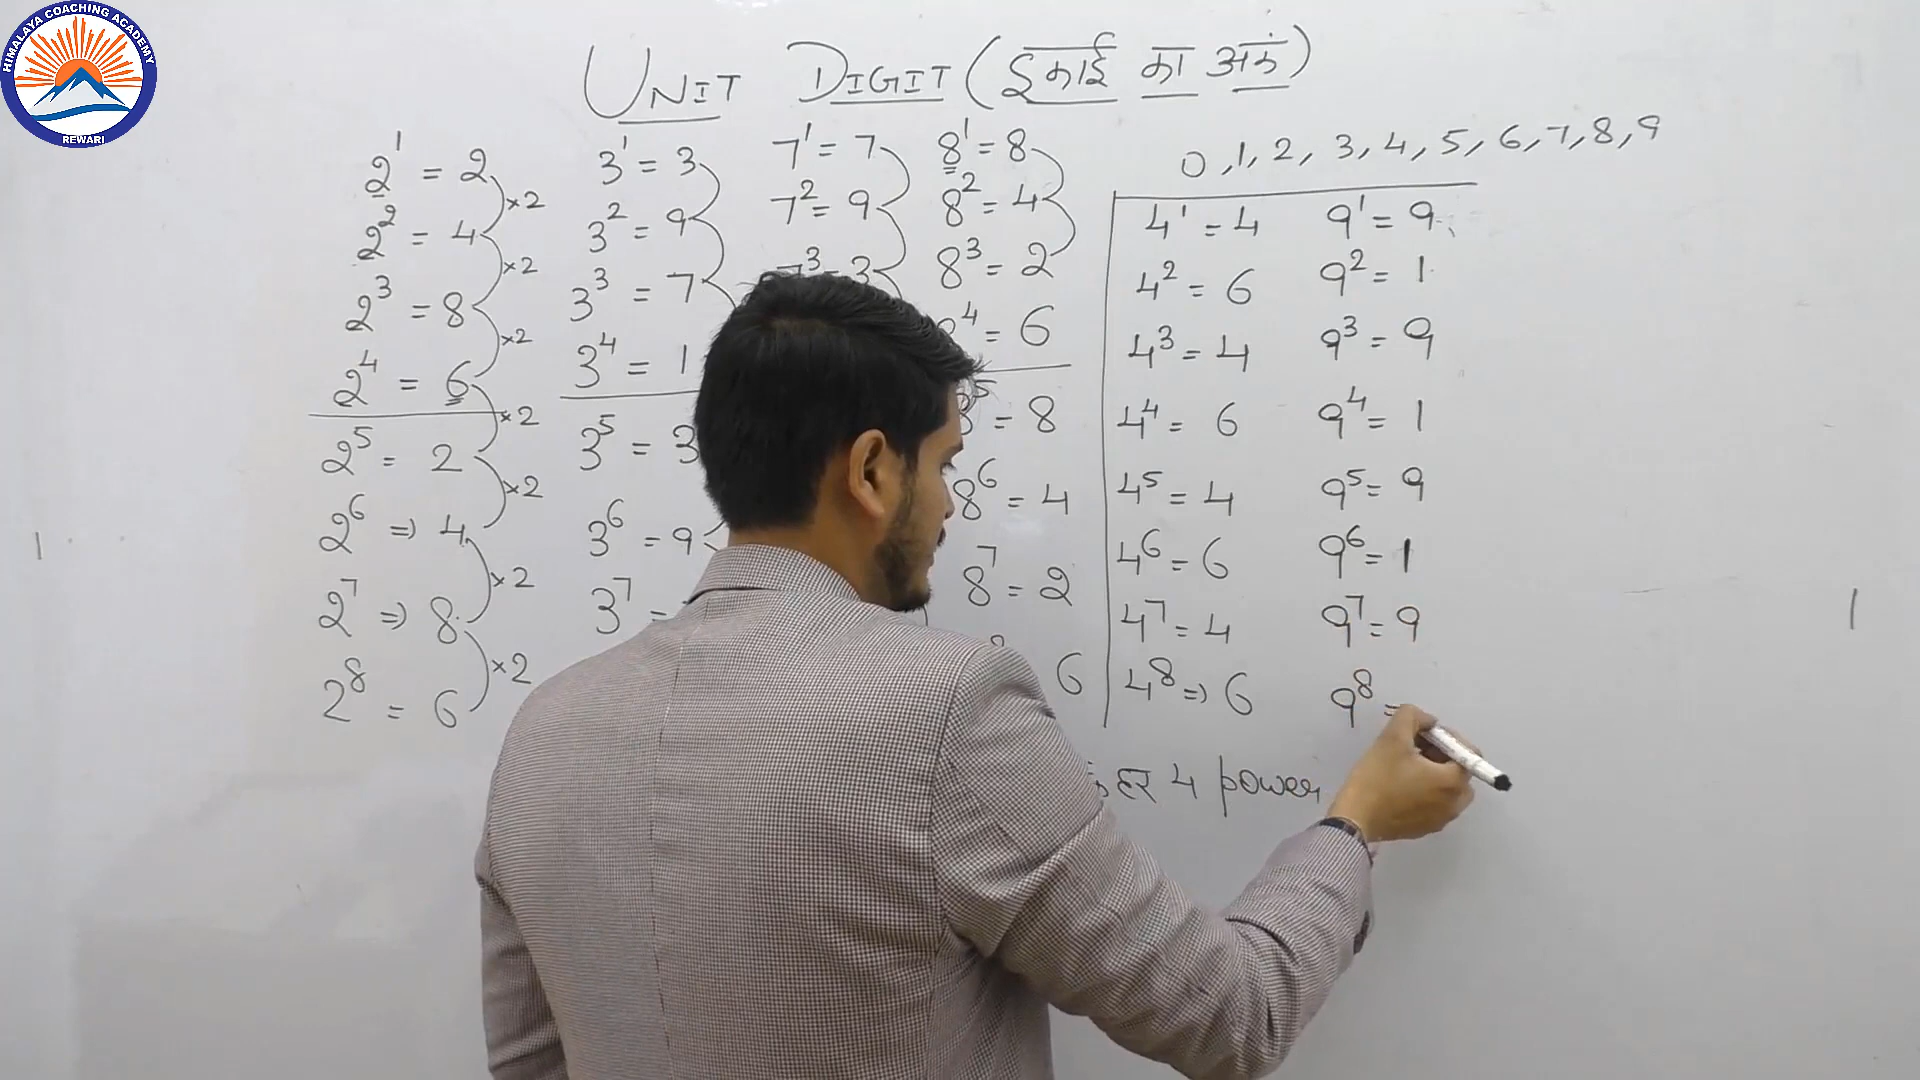 HIMALAYA COACHING ACADEMY
REWARI
UNIT DIGIT (इकाई का अंक)
0, 1, 2, 3, 4, 5, 6, 7, 8, 9
2¹ = 2
×2
2² = 4
×2
2³ = 8
×2
2⁴ = 6
×2
2⁵ = 2
×2
2⁶ ⇒ 4
×2
2⁷ ⇒ 8
×2
2⁸ = 6
3¹ = 3
3² = 9
3³ = 7
3⁴ = 1
3⁵ = 3
3⁶ = 9
3⁷ =
7¹ = 7
7² = 9
7³ = 3
8¹ = 8
8² = 4
8³ = 2
⁴ = 6
⁵ = 8
8⁶ = 4
8⁷ = 2
6
4¹ = 4
4² = 6
4³ = 4
4⁴ = 6
4⁵ = 4
4⁶ = 6
4⁷ = 4
4⁸ ⇒ 6
9¹ = 9
9² = 1
9³ = 9
9⁴ = 1
9⁵ = 9
9⁶ = 1
9⁷ = 9
9⁸ =
हर 4 power